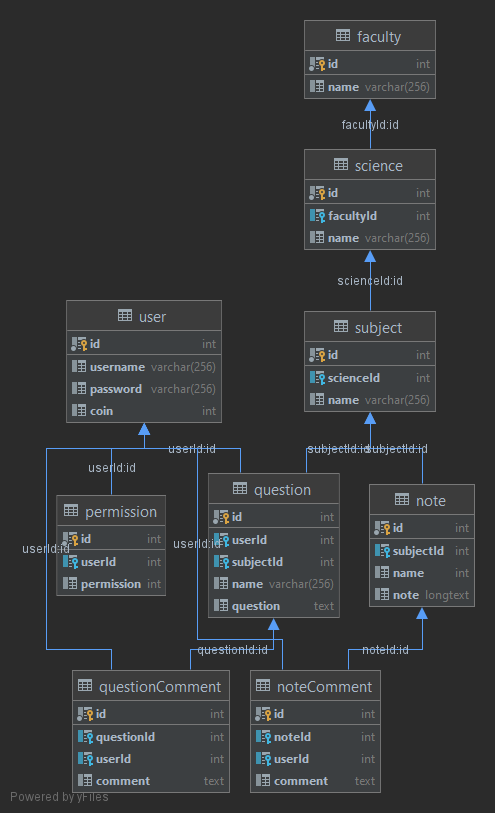 faculty
id int
name varchar(256)
facultyId:id
science
id int
facultyId int
name varchar(256)
scienceId:id
user
id int
username varchar(256)
password varchar(256)
coin int
subject
id int
scienceId int
name varchar(256)
userId:id
subjectId:id
subjectId:id
userId:id
permission
id int
userId int
permission int
question
id int
userId int
subjectId int
name varchar(256)
question text
note
id int
subjectId int
name int
note longtext
userId:id
userId:id
questionId:id
noteId:id
questionComment
id int
questionId int
userId int
comment text
noteComment
id int
noteId int
userId int
comment text
Powered by yFiles